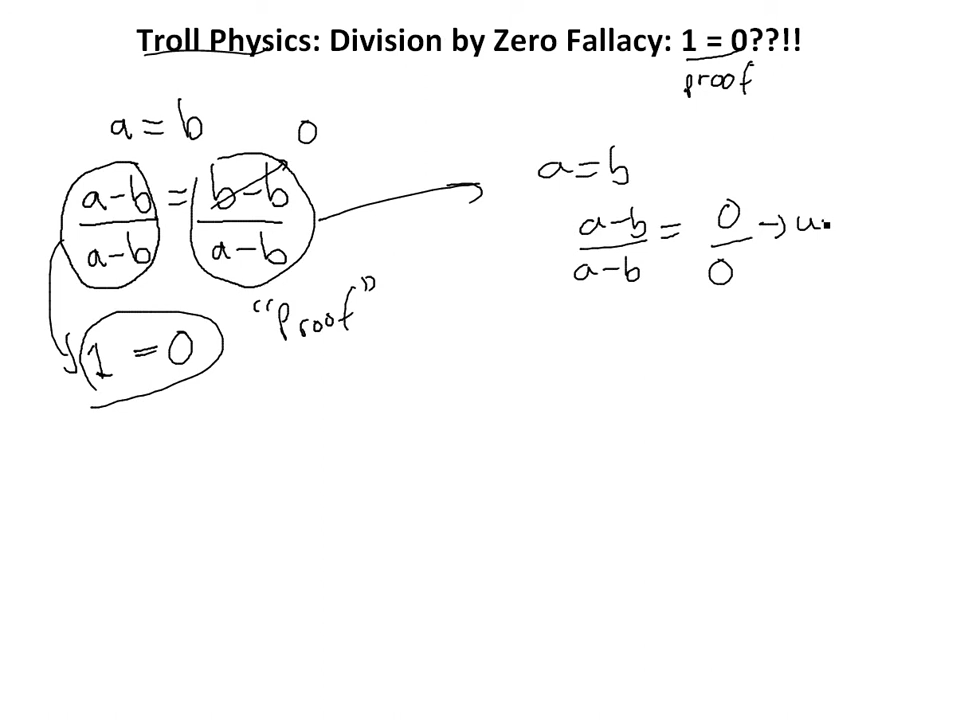 Troll Physics: Division by Zero Fallacy: 1 = 0??!!
proof
a = b
0
a-b = b-b
a-b a-b
"Proof"
1 = 0
a = b
a-b = 0 → u
a-b 0